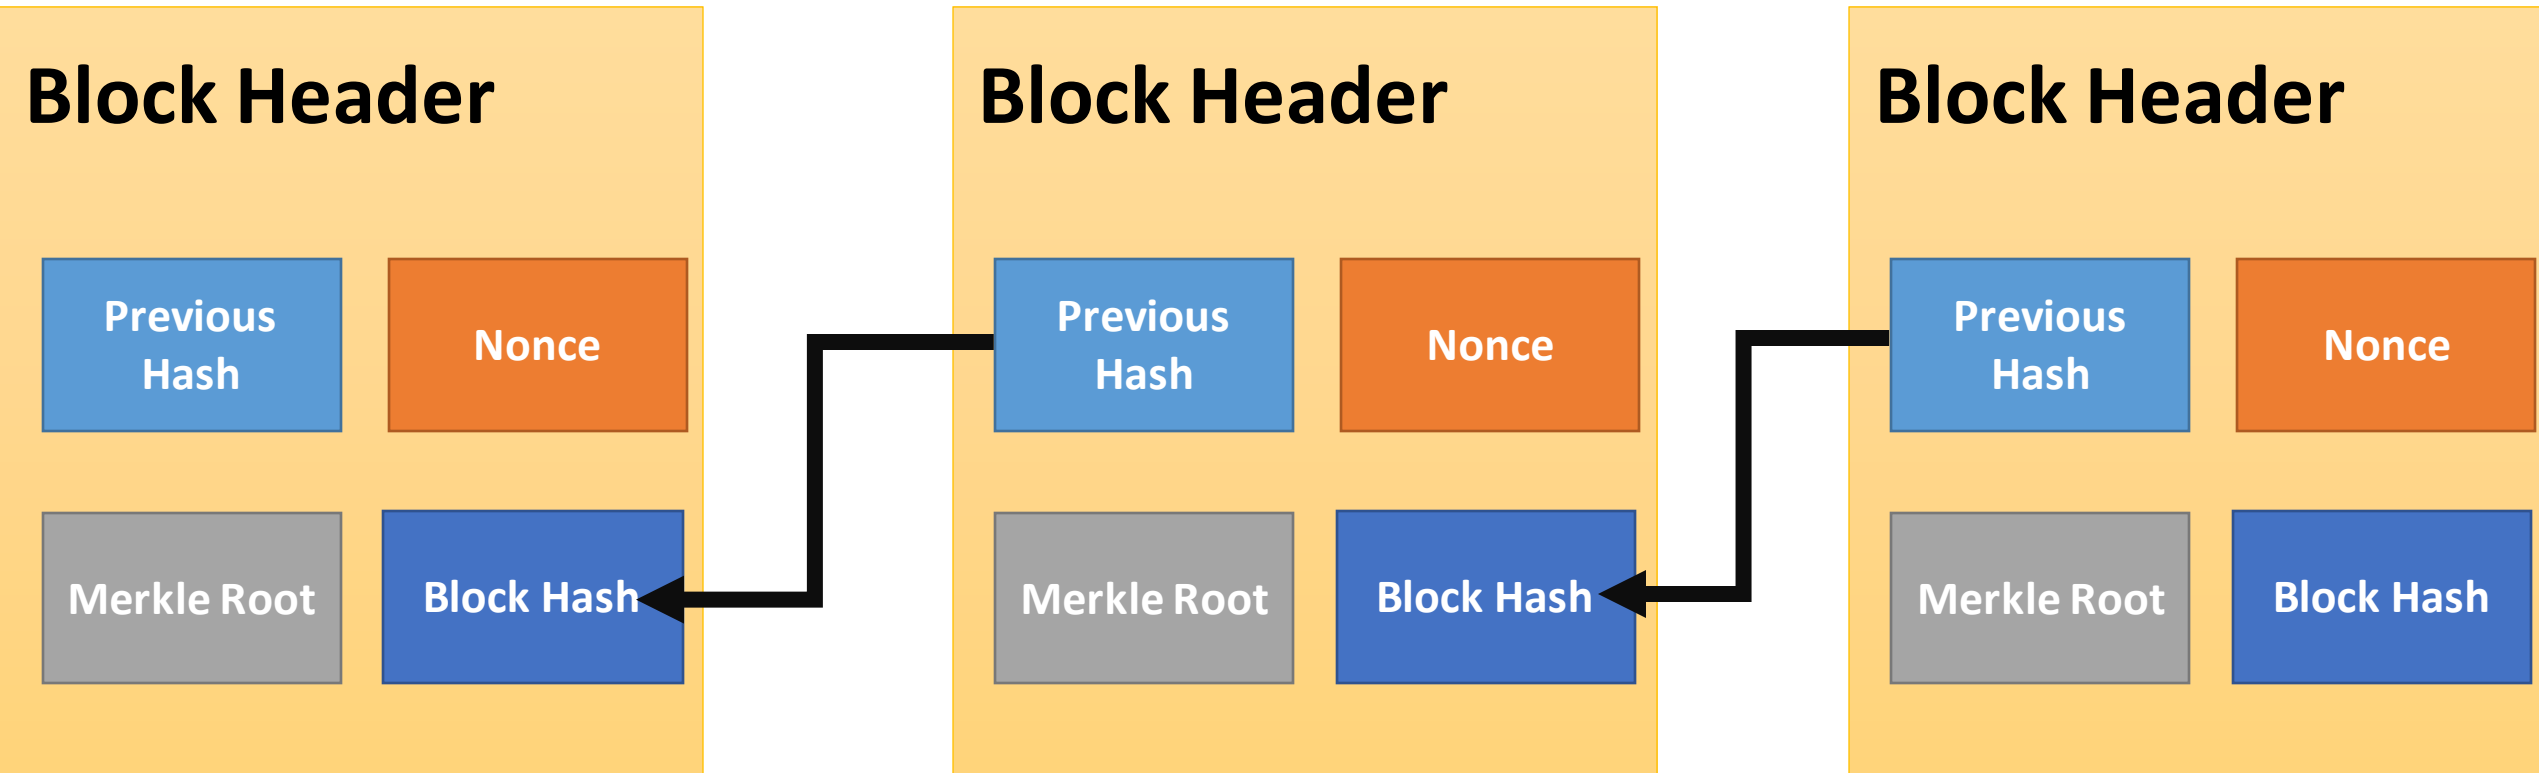 Block Header
Previous
Hash
Nonce
Merkle Root
Block Hash
Block Header
Previous
Hash
Nonce
Merkle Root
Block Hash
Block Header
Previous
Hash
Nonce
Merkle Root
Block Hash